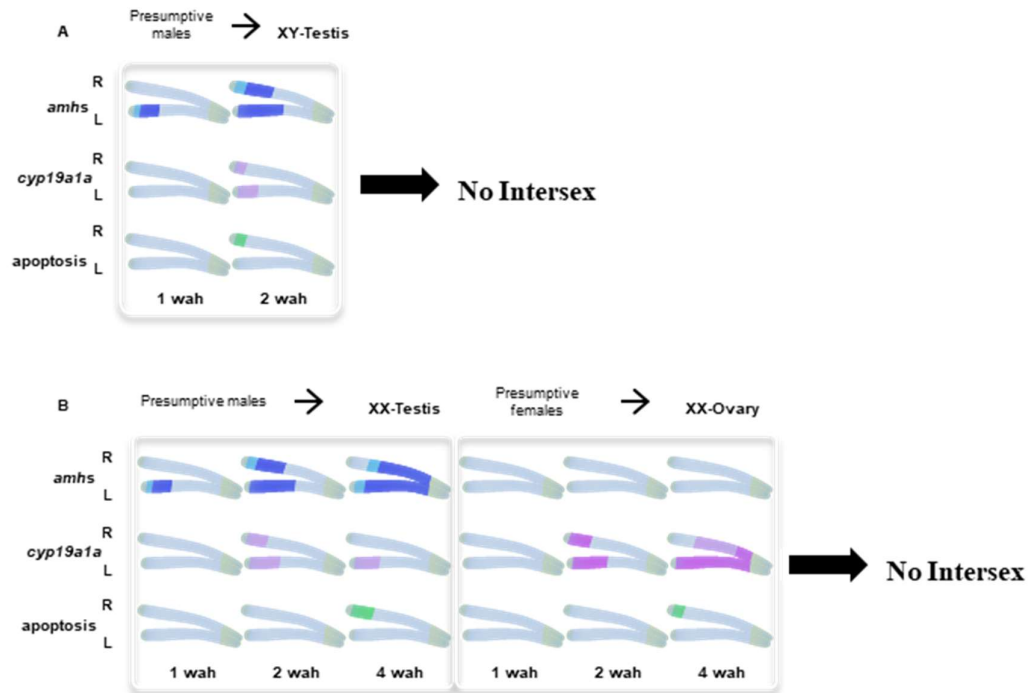 A
Presumptive
males
XY-Testis
R
amhs
L
R
cyp19a1a
L
R
apoptosis
L
1 wah
2 wah
No Intersex
B
Presumptive males
XX-Testis
Presumptive
females
XX-Ovary
R
amhs
L
R
cyp19a1a
L
R
apoptosis
L
1 wah
2 wah
4 wah
1 wah
2 wah
4 wah
No Intersex